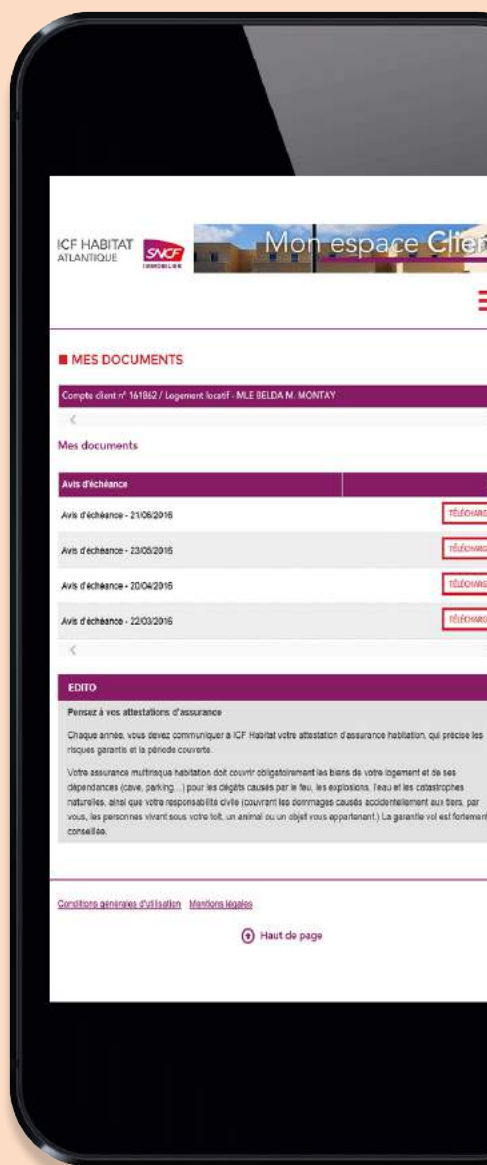 ICF HABITAT
ATLANTIQUE
SNCF
IMMOBILIER
Mon espace Clien
MES DOCUMENTS
Compte client n° 161862 / Logement locatif - MLE BELDA M. MONTAY
Mes documents
Avis d'échéance
Avis d'échéance - 21/06/2016 TÉLÉCHARG
Avis d'échéance - 23/05/2016 TÉLÉCHARG
Avis d'échéance - 20/04/2016 TÉLÉCHARG
Avis d'échéance - 22/03/2016 TÉLÉCHARG
EDITO
Pensez à vos attestations d'assurance
Chaque année, vous devez communiquer à ICF Habitat votre attestation d'assurance habitation, qui précise les
risques garantis et la période couverte.
Votre assurance multirisque habitation doit couvrir obligatoirement les biens de votre logement et de ses
dépendances (cave, parking...) pour les dégâts causés par le feu, les explosions, l'eau et les catastrophes
naturelles, ainsi que votre responsabilité civile (couvrant les dommages causés accidentellement aux tiers, par
vous, les personnes vivant sous votre toit, un animal ou un objet vous appartenant.) La garantie vol est fortement
conseillée.
Conditions générales d'utilisation Mentions légales
Haut de page